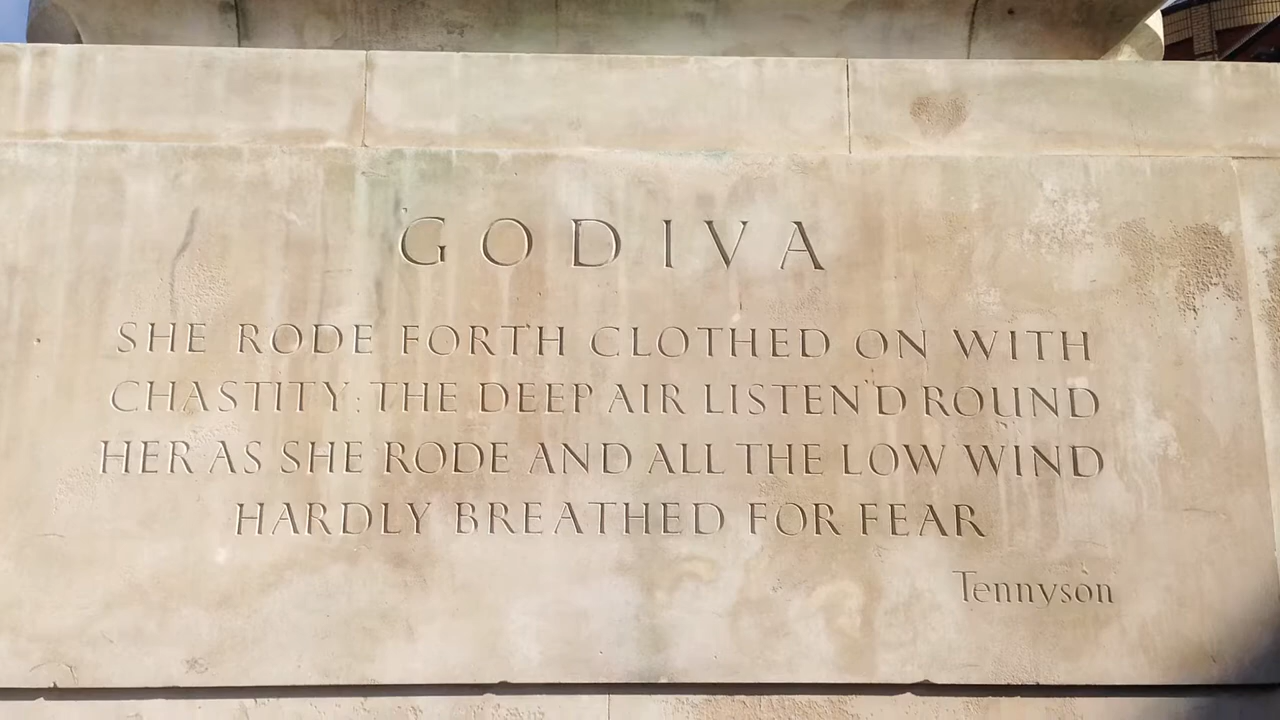 GODIVA
SHE RODE FORTH CLOTHED ON WITH
CHASTITY: THE DEEP AIR LISTEN'D ROUND
HER AS SHE RODE AND ALL THE LOW WIND
HARDLY BREATHED FOR FEAR
Tennyson